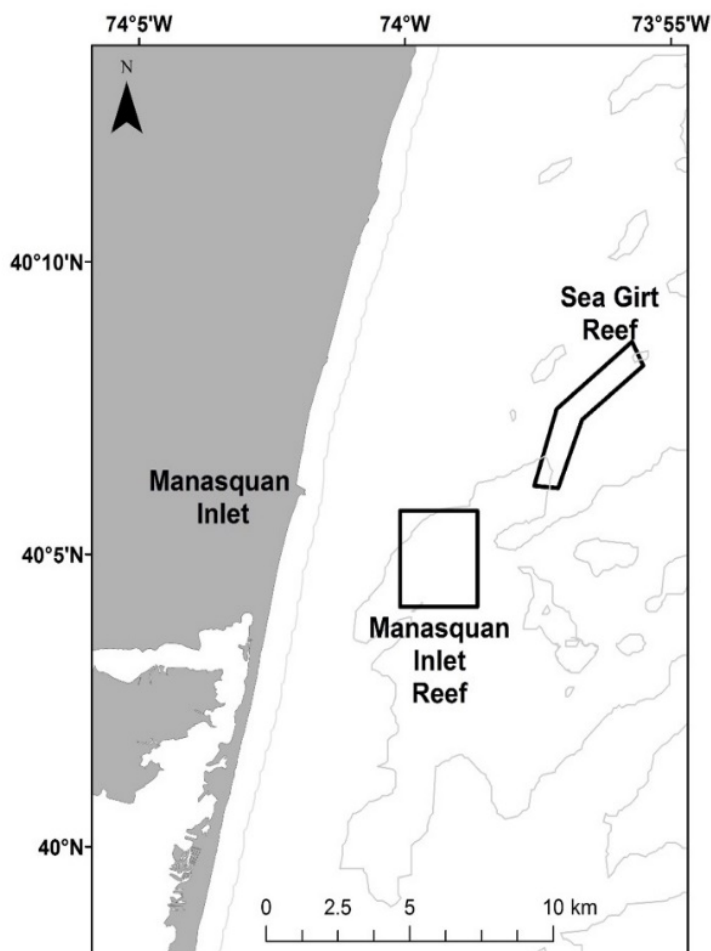 74°5'W 74°0' 73°55'W
N
40°10'N
Sea Girt
Reef
Manasquan
Inlet
40°5'N
Manasquan
Inlet
Reef
40°N
0 2.5 5 10 km